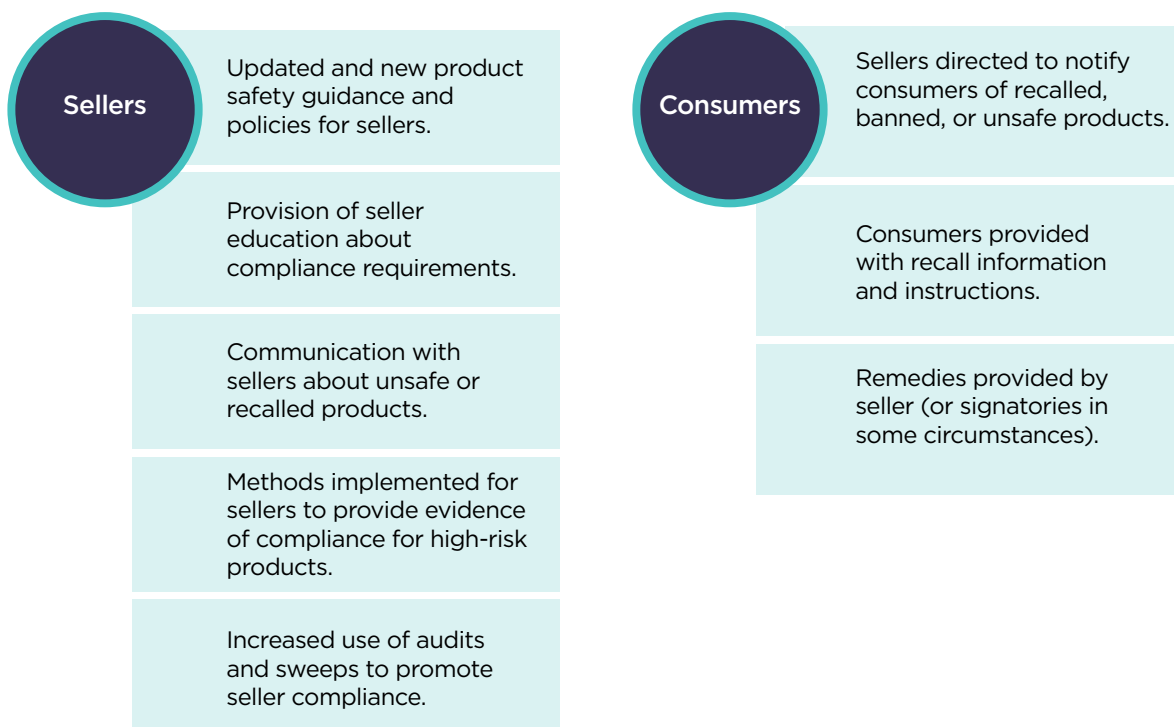 Sellers
Updated and new product
safety guidance and
policies for sellers.
Provision of seller
education about
compliance requirements.
Communication with
sellers about unsafe or
recalled products.
Methods implemented for
sellers to provide evidence
of compliance for high-risk
products.
Increased use of audits
and sweeps to promote
seller compliance.
Consumers
Sellers directed to notify
consumers of recalled,
banned, or unsafe products.
Consumers provided
with recall information
and instructions.
Remedies provided by
seller (or signatories in
some circumstances).